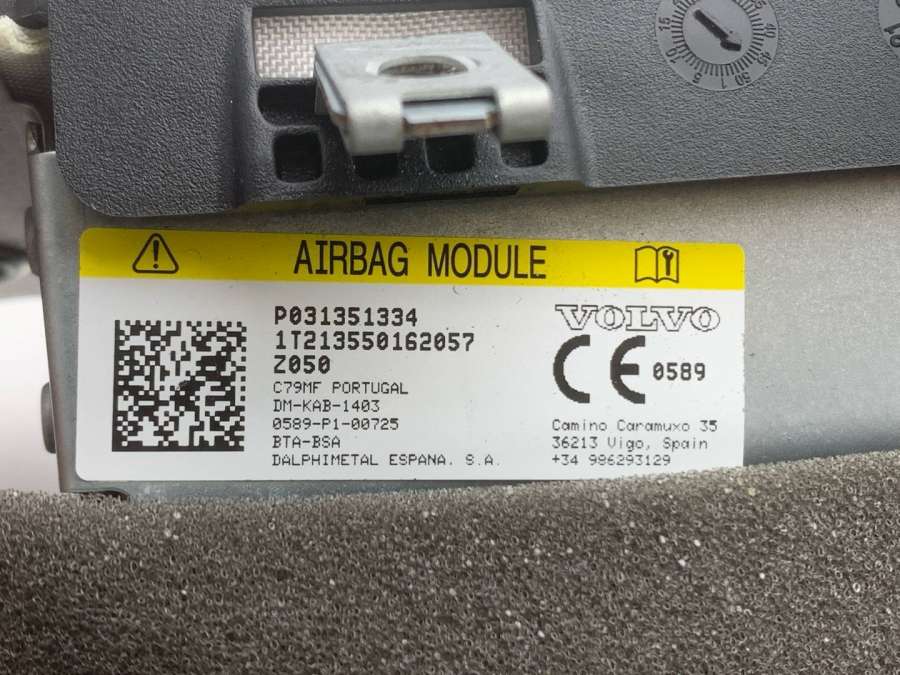 AIRBAG MODULE
P031351334
1T213550162057
Z050
C79MF PORTUGAL
DM-KAB-1403
0589-P1-00725
BTA-BSA
DALPHIMETAL ESPANA. S.A.
VOLVO
CE 0589
Camino Caramuxo 35
36213 Vigo, Spain
+34 986293129